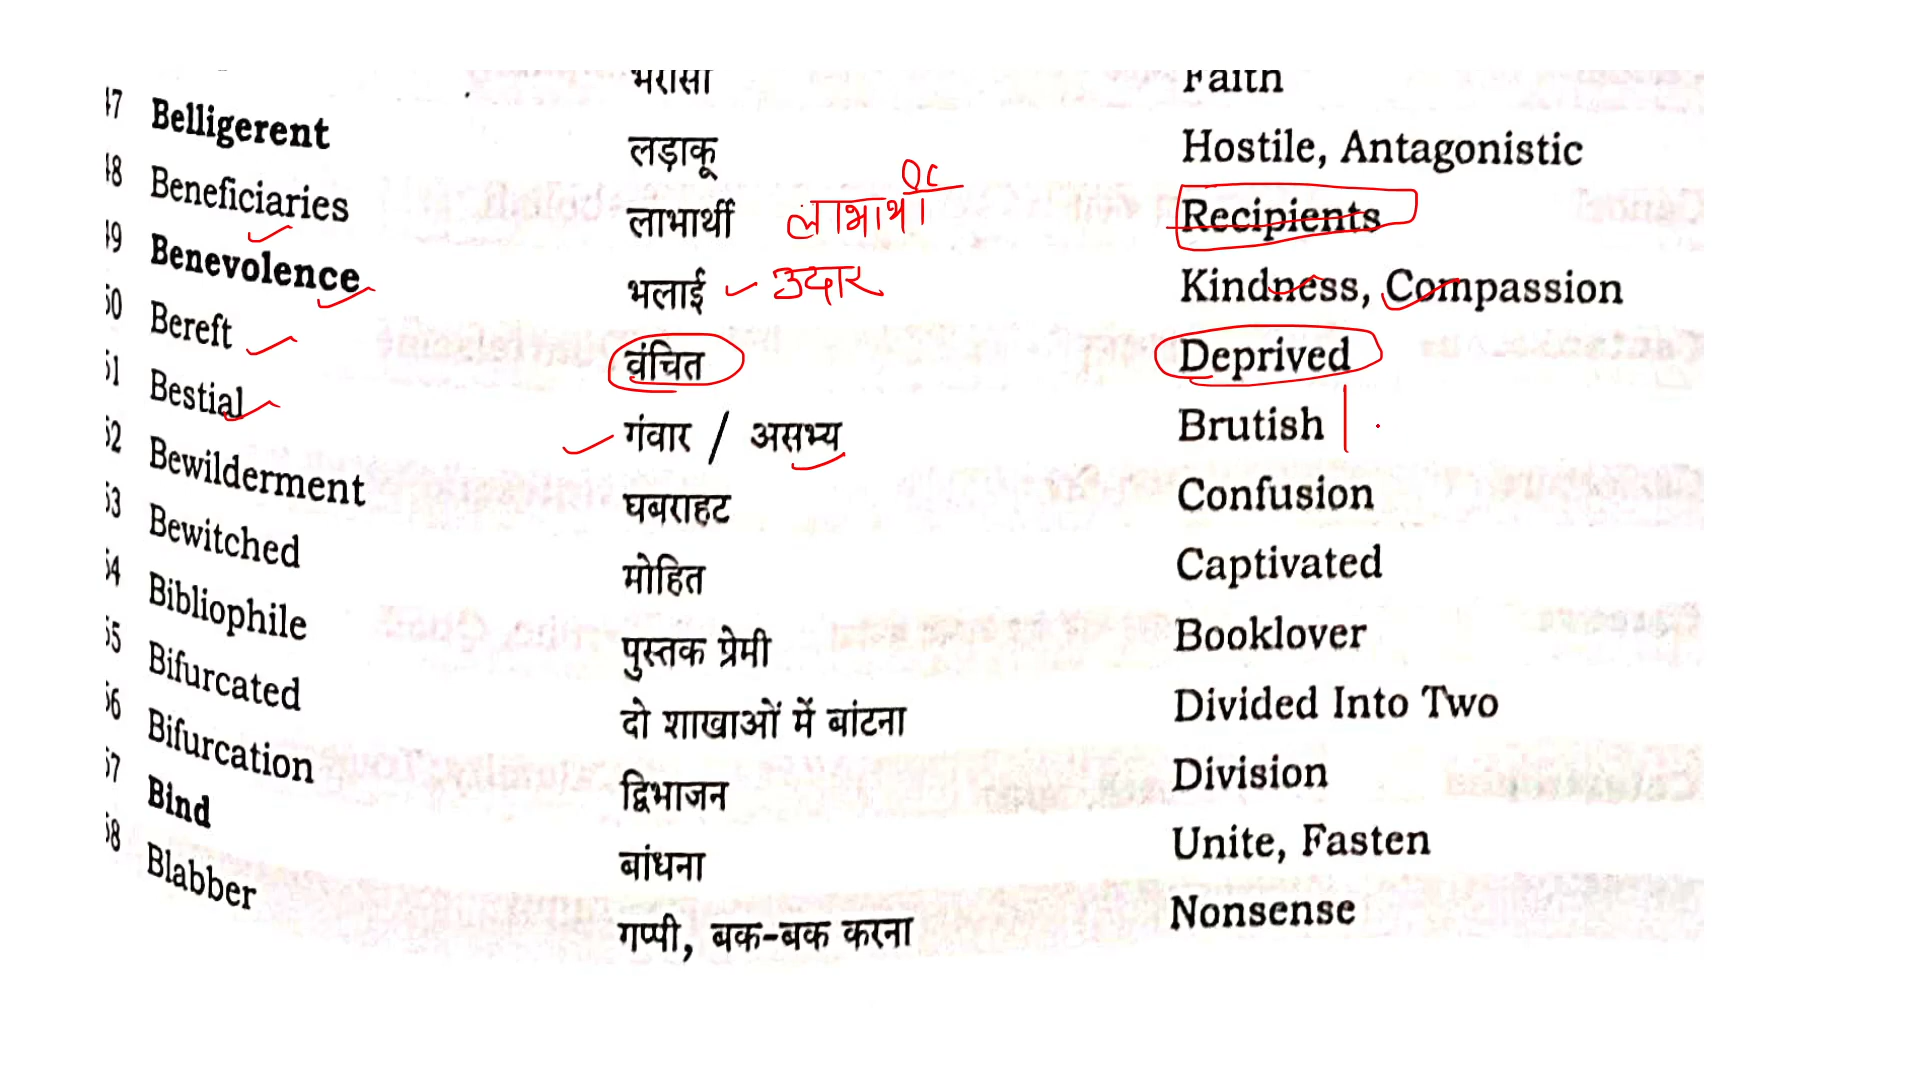 भरोसा Faith
47 Belligerent लड़ाकू Hostile, Antagonistic
48 Beneficiaries लाभार्थी लाभार्थी Recipients
49 Benevolence भलाई उदार Kindness, Compassion
50 Bereft वंचित Deprived
51 Bestial गंवार / असभ्य Brutish
52 Bewilderment घबराहट Confusion
53 Bewitched मोहित Captivated
54 Bibliophile पुस्तक प्रेमी Booklover
55 Bifurcated दो शाखाओं में बांटना Divided Into Two
56 Bifurcation द्विभाजन Division
57 Bind बांधना Unite, Fasten
58 Blabber गप्पी, बक-बक करना Nonsense